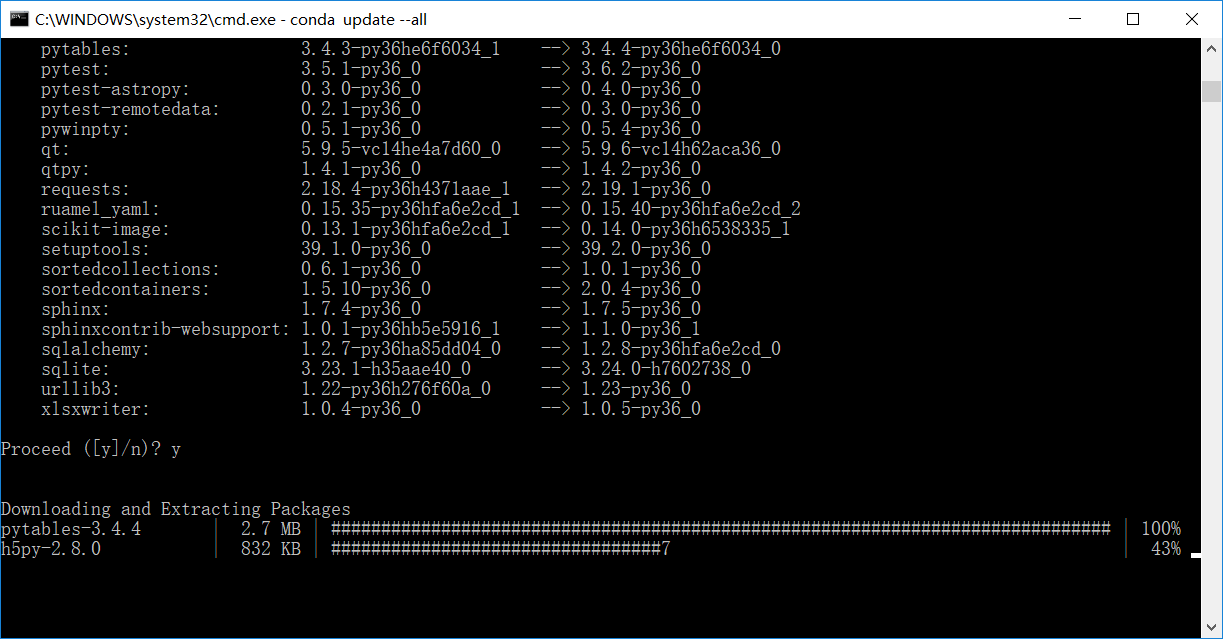 C:\WINDOWS\system32\cmd.exe - conda  update --all
pytables:                 3.4.3-py36he6f6034_1    --> 3.4.4-py36he6f6034_0
pytest:                   3.5.1-py36_0            --> 3.6.2-py36_0
pytest-astropy:           0.3.0-py36_0            --> 0.4.0-py36_0
pytest-remotedata:        0.2.1-py36_0            --> 0.3.0-py36_0
pywinpty:                 0.5.1-py36_0            --> 0.5.4-py36_0
qt:                       5.9.5-vc14he4a7d60_0    --> 5.9.6-vc14h62aca36_0
qtpy:                     1.4.1-py36_0            --> 1.4.2-py36_0
requests:                 2.18.4-py36h4371aae_1   --> 2.19.1-py36_0
ruamel_yaml:              0.15.35-py36hfa6e2cd_1  --> 0.15.40-py36hfa6e2cd_2
scikit-image:             0.13.1-py36hfa6e2cd_1   --> 0.14.0-py36h6538335_1
setuptools:               39.1.0-py36_0           --> 39.2.0-py36_0
sortedcollections:        0.6.1-py36_0            --> 1.0.1-py36_0
sortedcontainers:         1.5.10-py36_0           --> 2.0.4-py36_0
sphinx:                   1.7.4-py36_0            --> 1.7.5-py36_0
sphinxcontrib-websupport: 1.0.1-py36hb5e5916_1    --> 1.1.0-py36_1
sqlalchemy:               1.2.7-py36ha85dd04_0    --> 1.2.8-py36hfa6e2cd_0
sqlite:                   3.23.1-h35aae40_0       --> 3.24.0-h7602738_0
urllib3:                  1.22-py36h276f60a_0     --> 1.23-py36_0
xlsxwriter:               1.0.4-py36_0            --> 1.0.5-py36_0
Proceed ([y]/n)? y
Downloading and Extracting Packages
pytables-3.4.4       |  2.7 MB | ############################################################################## | 100%
h5py-2.8.0           |  832 KB | #################################7                                             |  43%